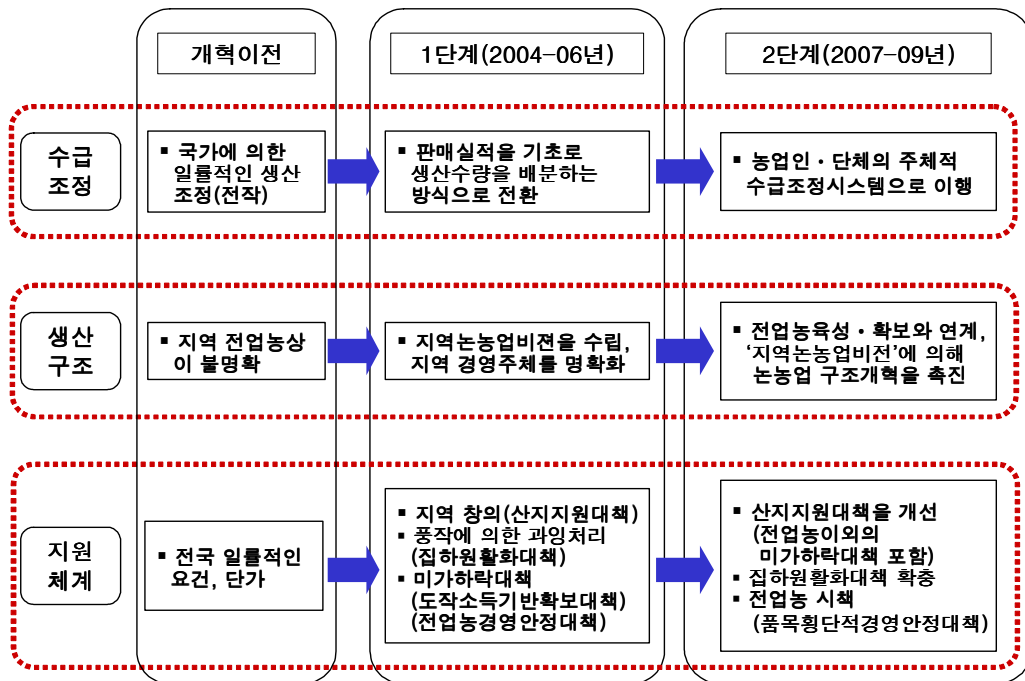 개혁이전
1단계(2004-06년)
2단계(2007-09년)
수급
조정
▪ 국가에 의한
일률적인 생산
조정(전작)
▪ 판매실적을 기초로
생산수량을 배분하는
방식으로 전환
▪ 농업인·단체의 주체적
수급조정시스템으로 이행
생산
구조
▪ 지역 전업농상
이 불명확
▪ 지역논농업비젼을 수립,
지역 경영주체를 명확화
▪ 전업농육성·확보와 연계,
‘지역논농업비전’에 의해
논농업 구조개혁을 촉진
지원
체계
▪ 전국 일률적인
요건, 단가
▪ 지역 창의(산지지원대책)
▪ 풍작에 의한 과잉처리
(집하원활화대책)
▪ 미가하락대책
(도작소득기반확보대책)
(전업농경영안정대책)
▪ 산지지원대책을 개선
(전업농이외의
미가하락대책 포함)
▪ 집하원활화대책 확충
▪ 전업농 시책
(품목횡단적경영안정대책)